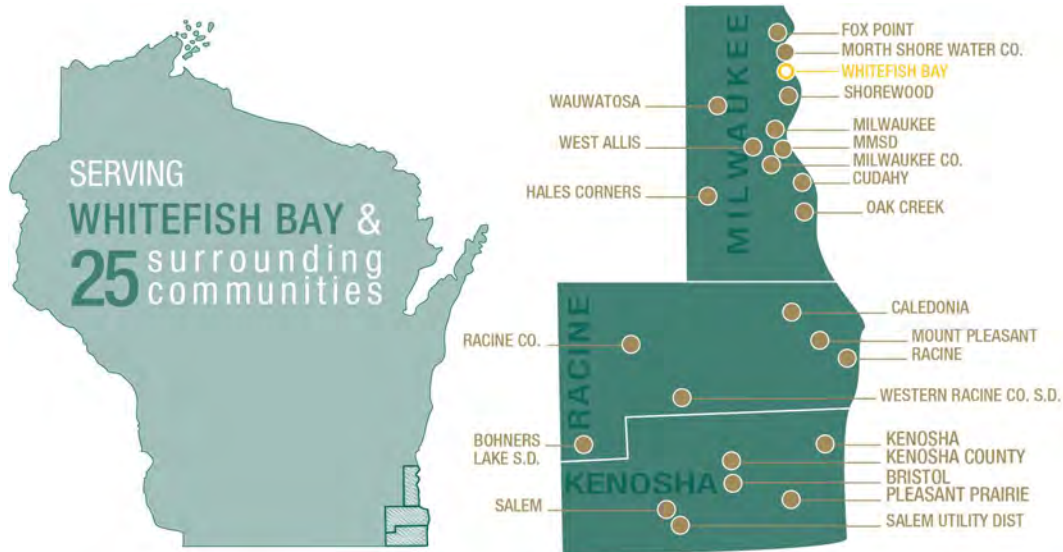 SERVING
WHITEFISH BAY &
25 surrounding
communities
MILWAUKEE
FOX POINT
MORTH SHORE WATER CO.
WHITEFISH BAY
SHOREWOOD
WAUWATOSA
MILWAUKEE
WEST ALLIS
MMSD
MILWAUKEE CO.
CUDAHY
HALES CORNERS
OAK CREEK
RACINE
CALEDONIA
RACINE CO.
MOUNT PLEASANT
RACINE
WESTERN RACINE CO. S.D.
BOHNERS
LAKE S.D.
KENOSHA
KENOSHA COUNTY
BRISTOL
KENOSHA
PLEASANT PRAIRIE
SALEM
SALEM UTILITY DIST